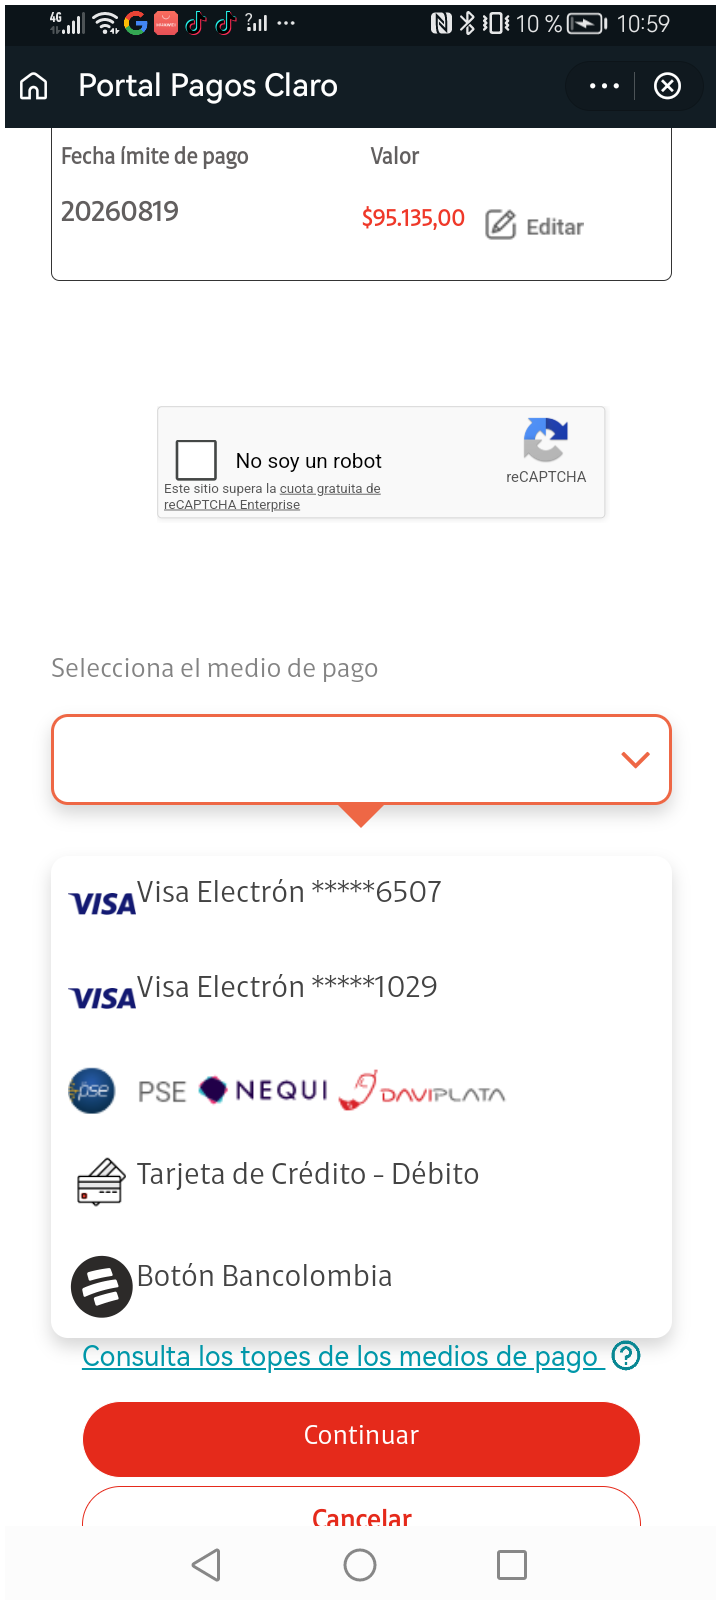 4G ? 10 % 10:59
Portal Pagos Claro
Fecha ímite de pago Valor
20260819 $95.135,00 Editar
No soy un robot
reCAPTCHA
Este sitio supera la cuota gratuita de
reCAPTCHA Enterprise
Selecciona el medio de pago
VISA Visa Electrón *****6507
VISA Visa Electrón *****1029
pse PSE NEQUI DAVIPLATA
Tarjeta de Crédito - Débito
Botón Bancolombia
Consulta los topes de los medios de pago ?
Continuar
Cancelar